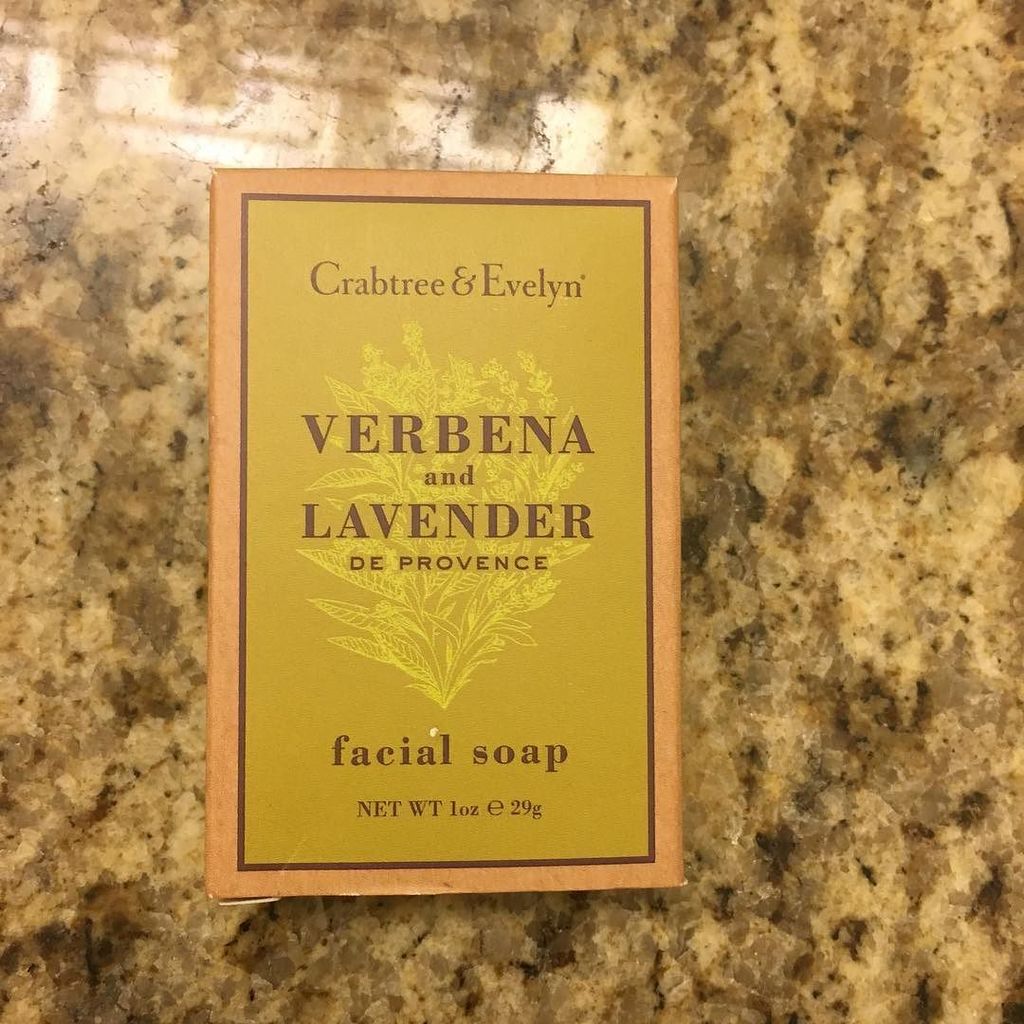 Crabtree & Evelyn®
VERBENA
and
LAVENDER
DE PROVENCE
facial soap
NET WT 1oz ℮ 29g